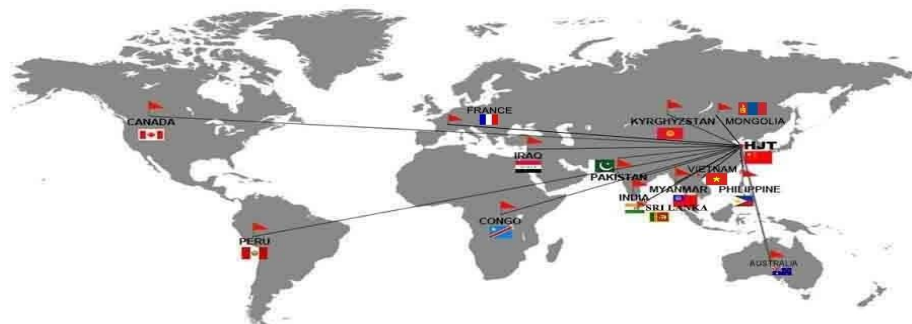 FRANCE
CANADA
KYRGHYZSTAN
MONGOLIA
HJT
IRAQ
PAKISTAN
VIETNAM
MYANMAR
PHILIPPINE
INDIA
SRI LANKA
CONGO
PERU
AUSTRALIA